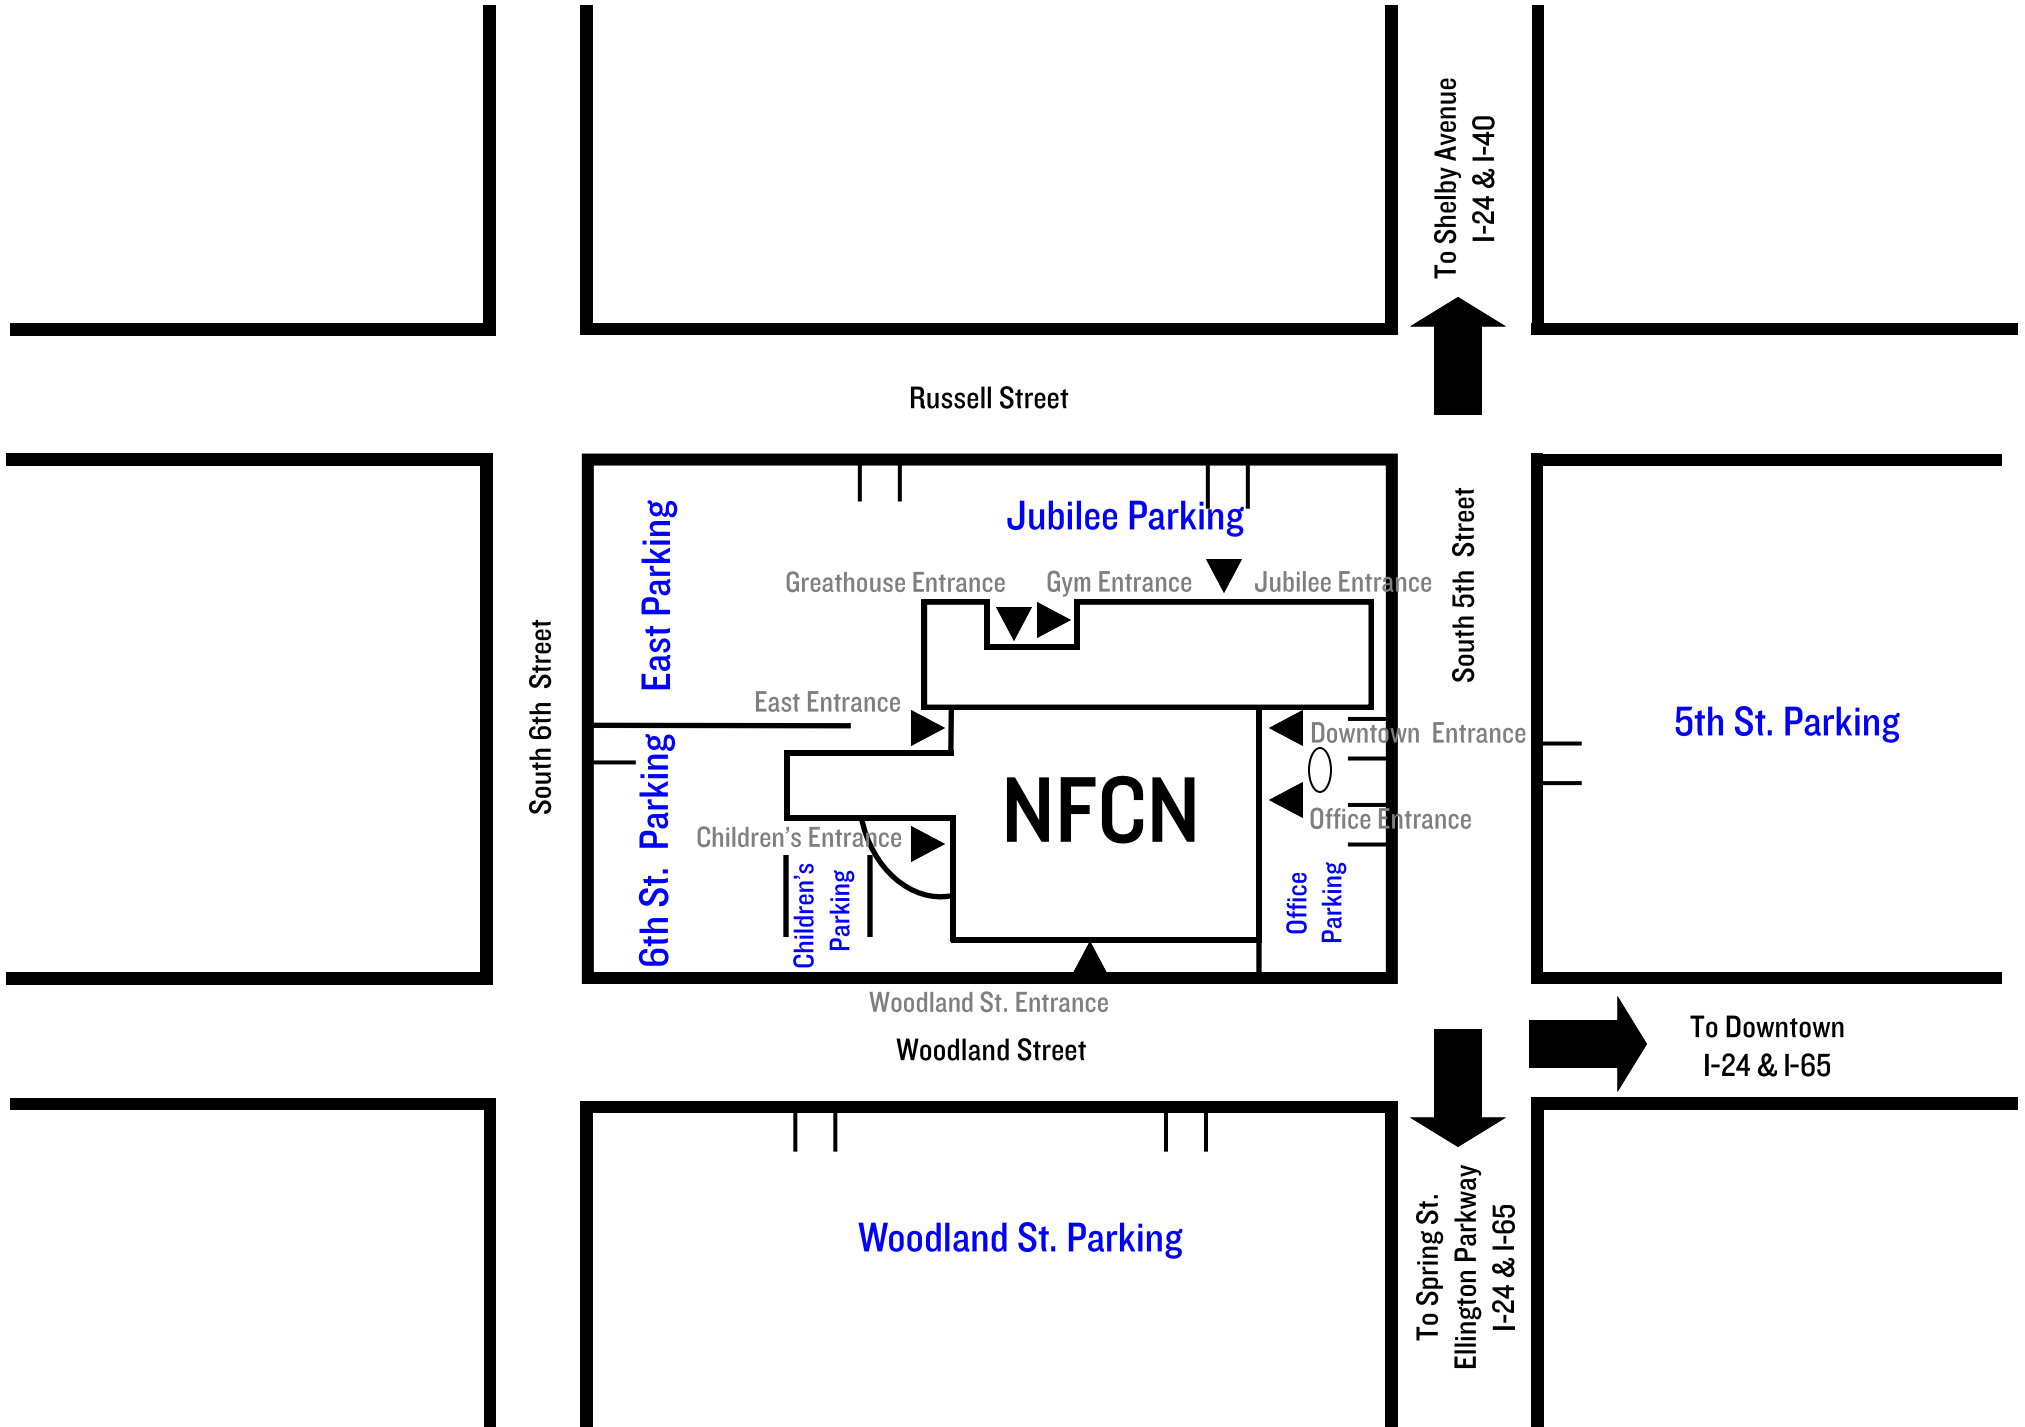 To Shelby Avenue
I-24 & I-40
Russell Street
East Parking
Jubilee Parking
Greathouse Entrance
Gym Entrance
Jubilee Entrance
South 5th Street
South 6th Street
East Entrance
Downtown Entrance
5th St. Parking
6th St. Parking
NFCN
Children's Entrance
Office Entrance
Children's
Parking
Office
Parking
Woodland St. Entrance
Woodland Street
To Downtown
I-24 & I-65
Woodland St. Parking
To Spring St.
Ellington Parkway
I-24 & I-65